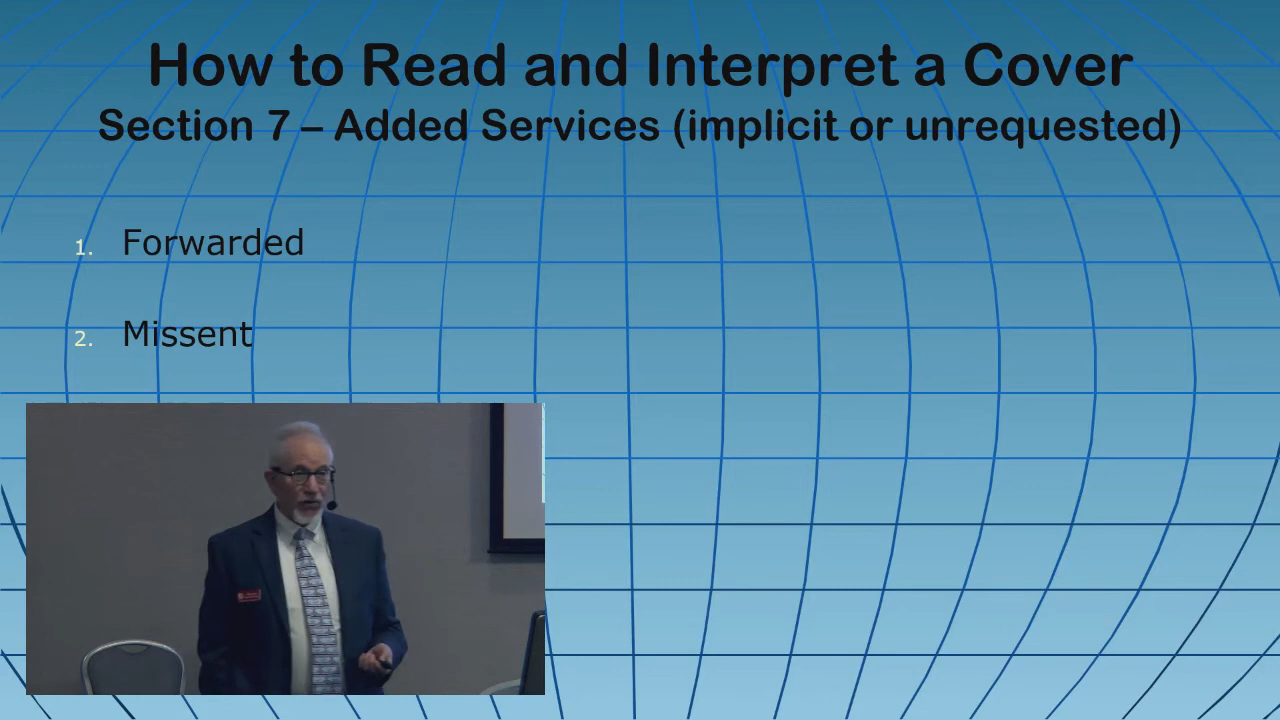 How to Read and Interpret a Cover
Section 7 – Added Services (implicit or unrequested)
1. Forwarded
2. Missent